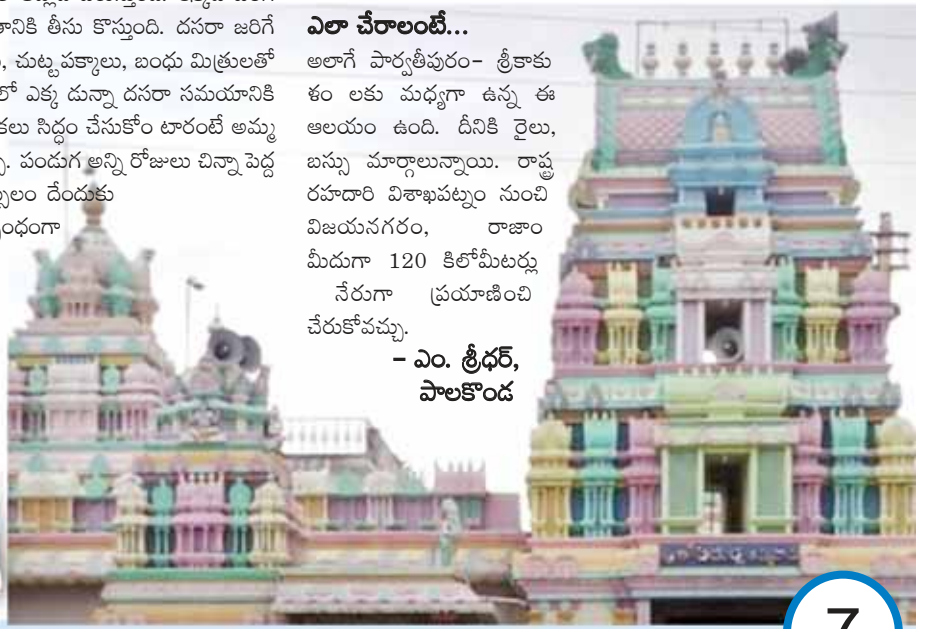 తానికి తీసు కొస్తుంది. దసరా జరిగే
చుట్టపక్కాలు, బంధు మిత్రులతో
లో ఎక్క డున్నా దసరా సమయానికి
కలు సిద్ధం చేసుకోం టారంటే అమ్మ
పండుగ అన్ని రోజులు చిన్నా పెద్ద
దేందుకు
ఎలా చేరాలంటే...
అలాగే పార్వతీపురం– శ్రీకాకు
ళం లకు మధ్యగా ఉన్న ఈ
ఆలయం ఉంది. దీనికి రైలు,
బస్సు మార్గాలున్నాయి. రాష్ట్ర
రహదారి విశాఖపట్నం నుంచి
విజయనగరం, రాజాం
మీదుగా 120 కిలోమీటర్లు
నేరుగా ప్రయాణించి
చేరుకోవచ్చు.
– ఎం. శ్రీధర్,
పాలకొండ
7